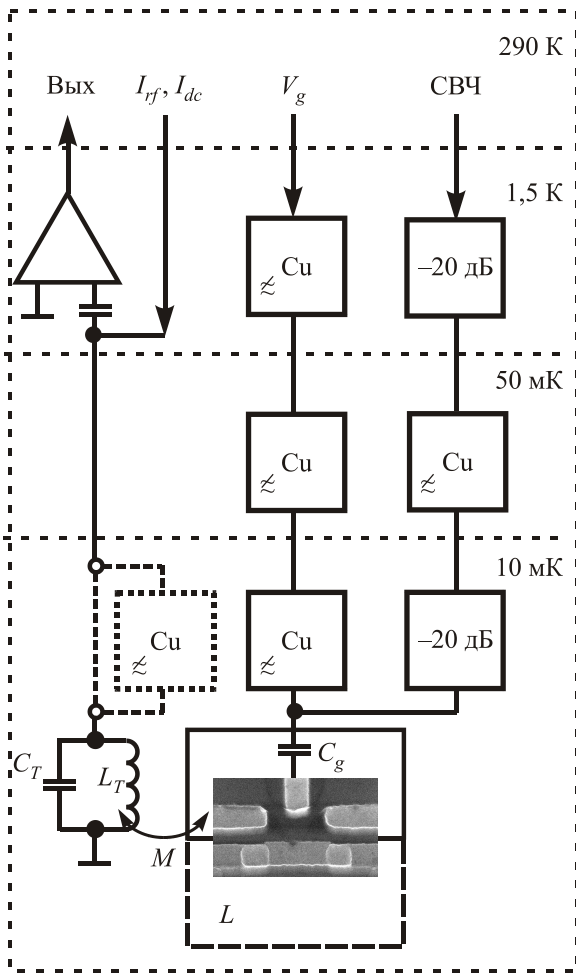 290 К
Вых
I_rf, I_dc
V_g
СВЧ
1,5 К
Cu
–20 дБ
50 мК
Cu
Cu
10 мК
Cu
Cu
–20 дБ
C_g
C_T
L_T
M
L